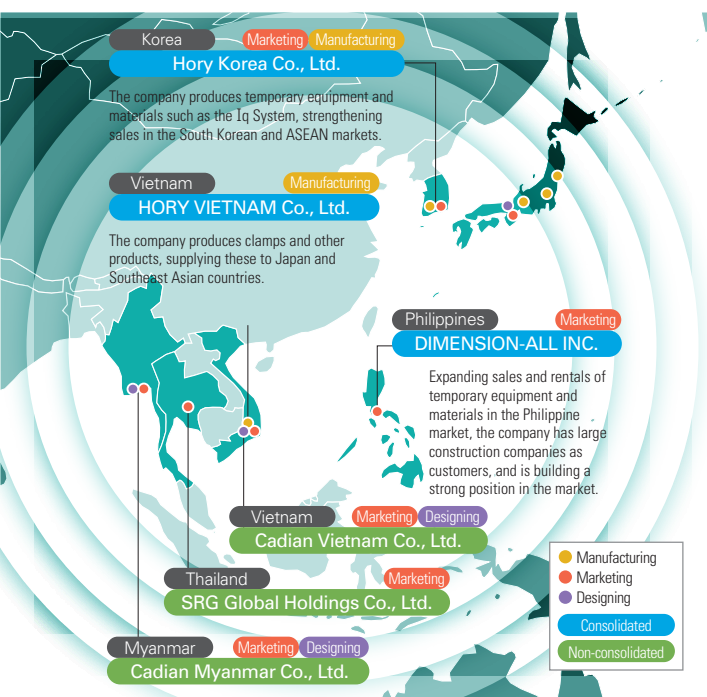 Korea Marketing Manufacturing
Hory Korea Co., Ltd.
The company produces temporary equipment and
materials such as the Iq System, strengthening
sales in the South Korean and ASEAN markets.
Vietnam Manufacturing
HORY VIETNAM Co., Ltd.
The company produces clamps and other
products, supplying these to Japan and
Southeast Asian countries.
Philippines Marketing
DIMENSION-ALL INC.
Expanding sales and rentals of
temporary equipment and
materials in the Philippine
market, the company has large
construction companies as
customers, and is building a
strong position in the market.
Vietnam Marketing Designing
Cadian Vietnam Co., Ltd.
Thailand Marketing
SRG Global Holdings Co., Ltd.
Myanmar Marketing Designing
Cadian Myanmar Co., Ltd.
Manufacturing
Marketing
Designing
Consolidated
Non-consolidated